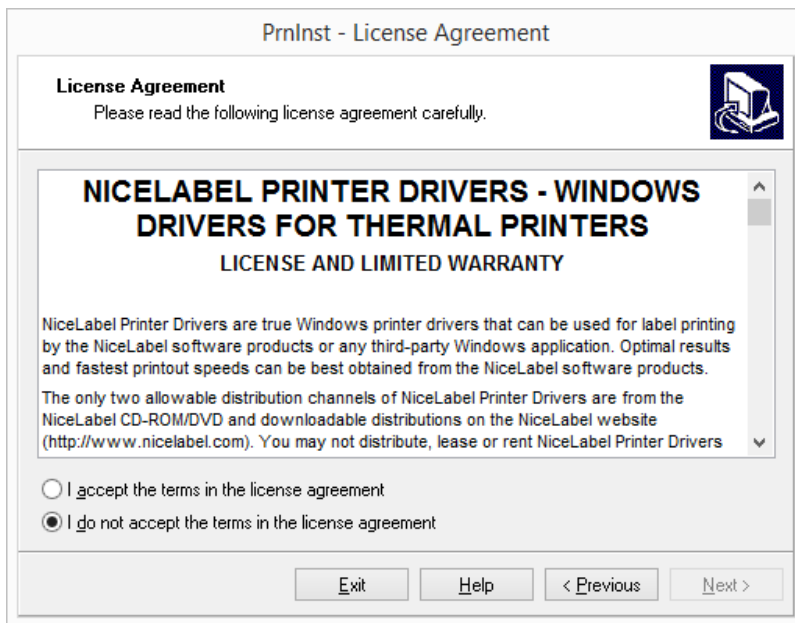 PrnInst - License Agreement
License Agreement
Please read the following license agreement carefully.
NICELABEL PRINTER DRIVERS - WINDOWS
DRIVERS FOR THERMAL PRINTERS
LICENSE AND LIMITED WARRANTY
NiceLabel Printer Drivers are true Windows printer drivers that can be used for label printing
by the NiceLabel software products or any third-party Windows application. Optimal results
and fastest printout speeds can be best obtained from the NiceLabel software products.
The only two allowable distribution channels of NiceLabel Printer Drivers are from the
NiceLabel CD-ROM/DVD and downloadable distributions on the NiceLabel website
(http://www.nicelabel.com). You may not distribute, lease or rent NiceLabel Printer Drivers
I accept the terms in the license agreement
I do not accept the terms in the license agreement
Exit Help < Previous Next >